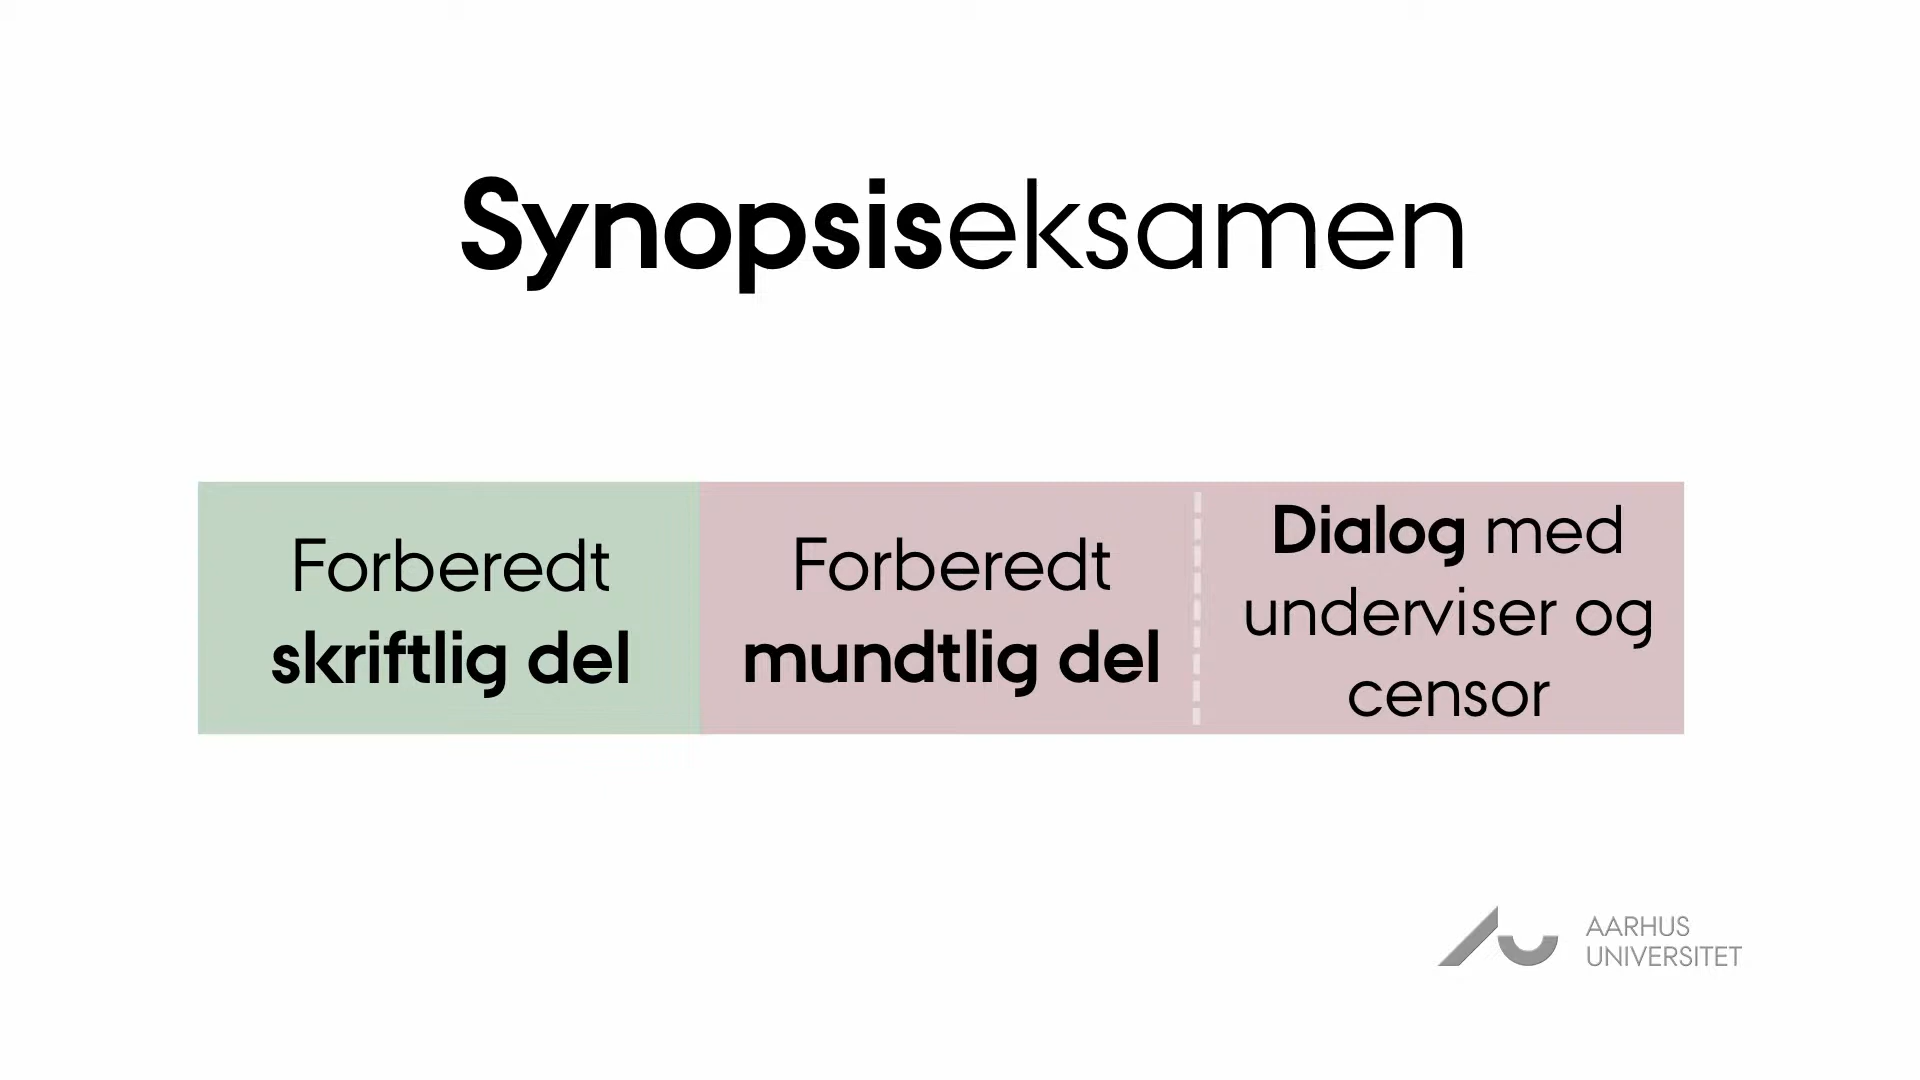 Synopsiseksamen
Forberedt
skriftlig del
Forberedt
mundtlig del
Dialog med
underviser og
censor
AARHUS
UNIVERSITET